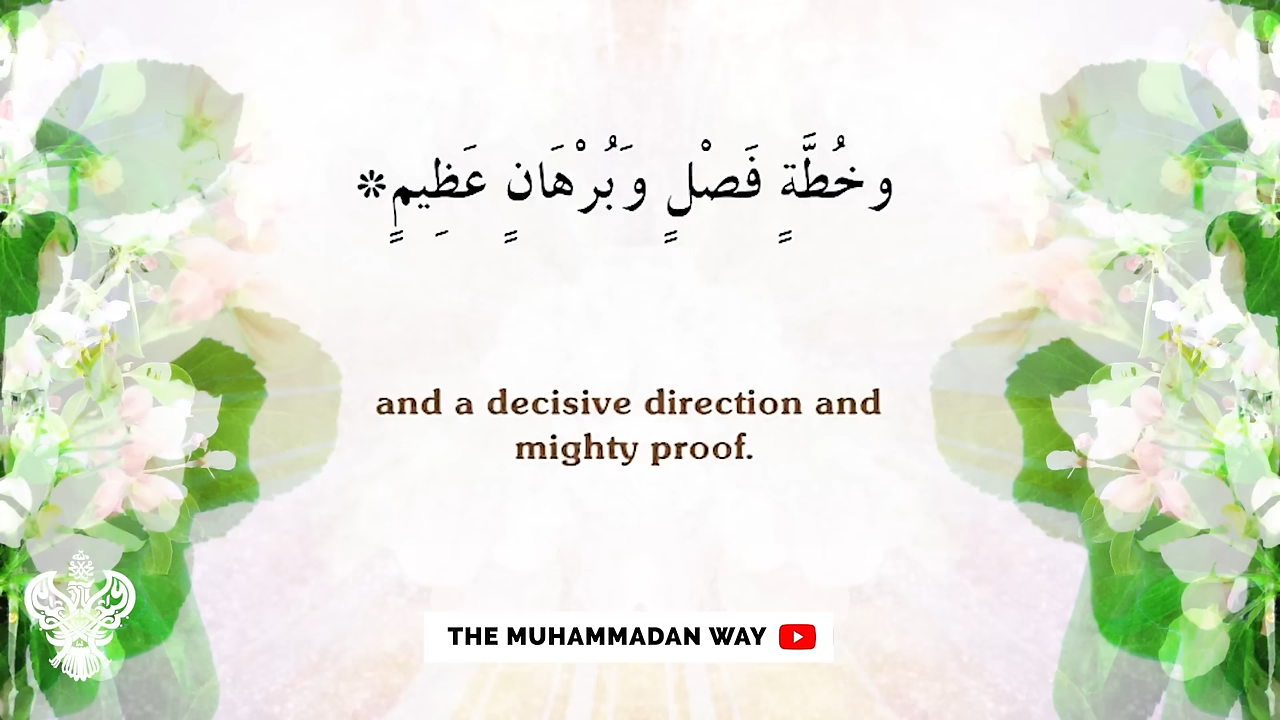 وخُطَّةٍ فَصْلٍ وَبُرْهَانٍ عَظِيمٍ*
and a decisive direction and
mighty proof.
THE MUHAMMADAN WAY